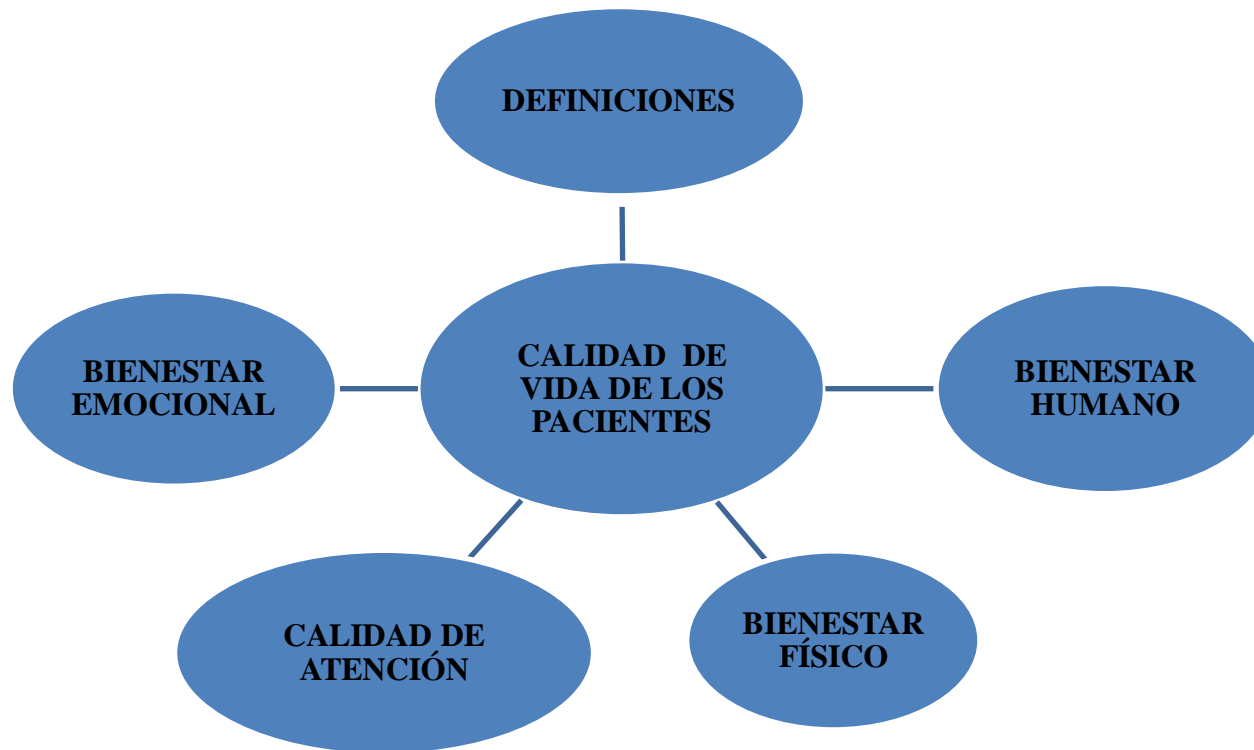 DEFINICIONES
CALIDAD DE
VIDA DE LOS
PACIENTES
BIENESTAR
EMOCIONAL
BIENESTAR
HUMANO
CALIDAD DE
ATENCIÓN
BIENESTAR
FÍSICO